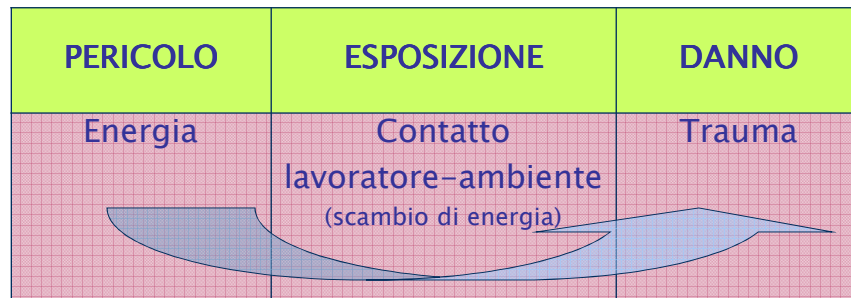 PERICOLO ESPOSIZIONE DANNO
Energia Contatto Trauma
lavoratore-ambiente
(scambio di energia)